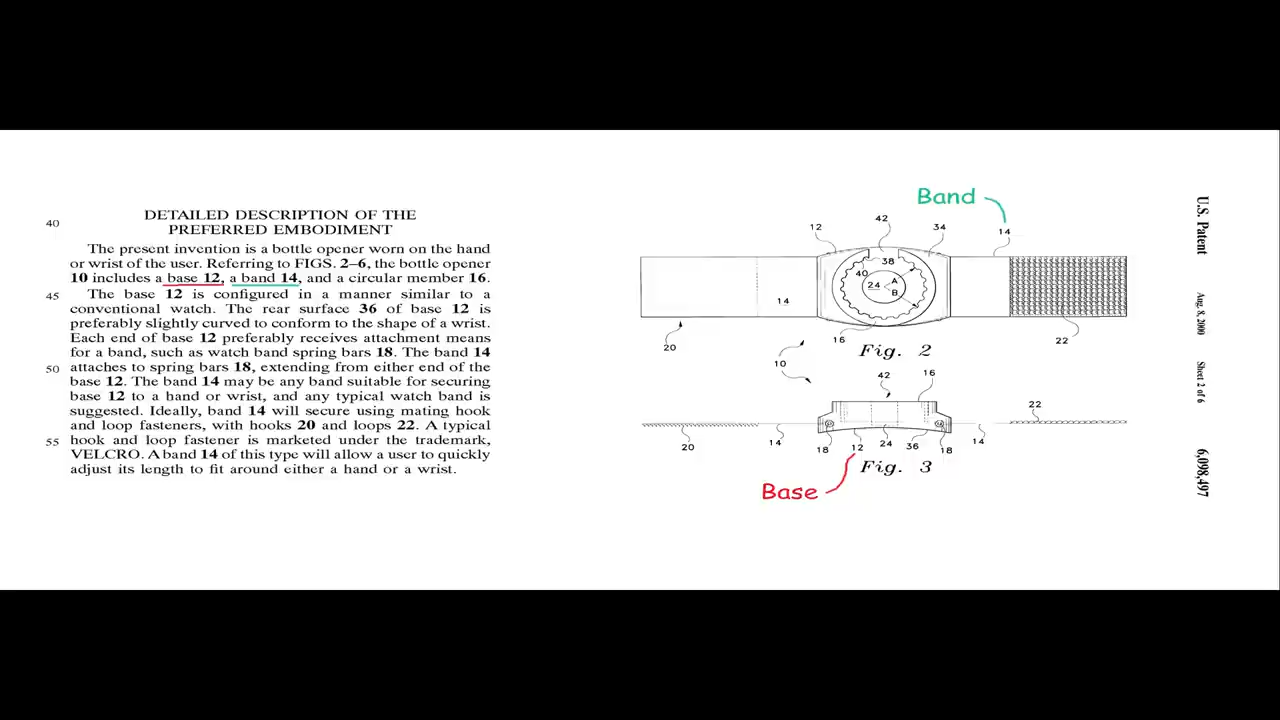 DETAILED DESCRIPTION OF THE
40
PREFERRED EMBODIMENT
The present invention is a bottle opener worn on the hand
or wrist of the user. Referring to FIGS. 2–6, the bottle opener
10 includes a base 12, a band 14, and a circular member 16.
45
The base 12 is configured in a manner similar to a
conventional watch. The rear surface 36 of base 12 is
preferably slightly curved to conform to the shape of a wrist.
Each end of base 12 preferably receives attachment means
for a band, such as watch band spring bars 18. The band 14
50
attaches to spring bars 18, extending from either end of the
base 12. The band 14 may be any band suitable for securing
base 12 to a hand or wrist, and any typical watch band is
suggested. Ideally, band 14 will secure using mating hook
and loop fasteners, with hooks 20 and loops 22. A typical
55
hook and loop fastener is marketed under the trademark,
VELCRO. A band 14 of this type will allow a user to quickly
adjust its length to fit around either a hand or a wrist.
Band
12
42
34
14
38
40
24
A
B
14
20
16
22
Fig. 2
10
42
16
22
20
14
18
12
24
36
18
14
Fig. 3
Base
U.S. Patent
Aug. 8, 2000
Sheet 2 of 6
6,098,497